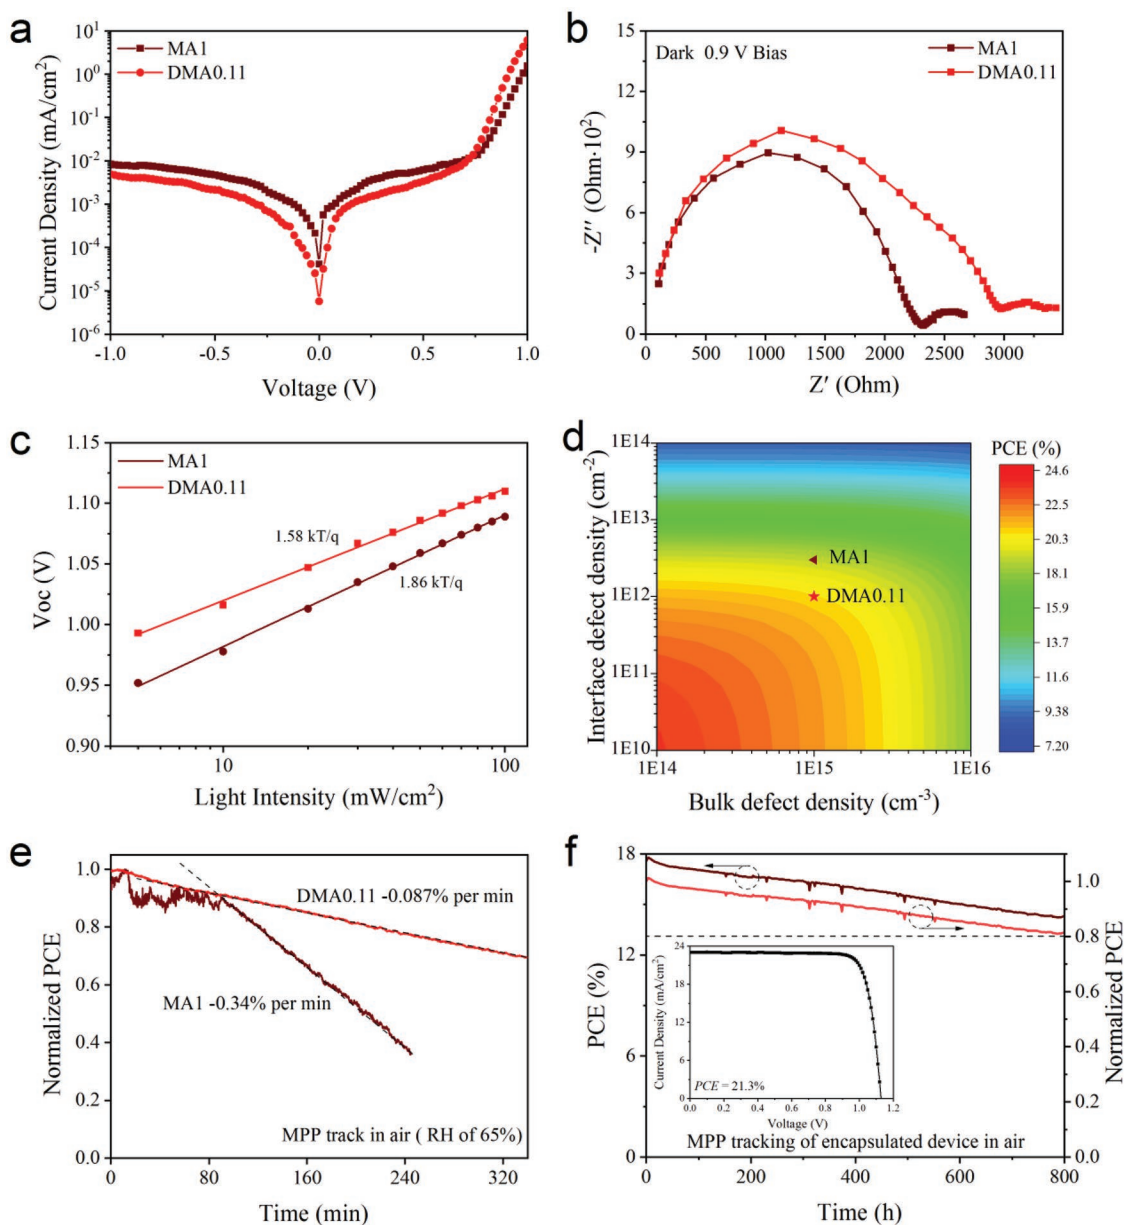 a
MA1
DMA0.11
Current Density (mA/cm²)
10¹
10⁰
10⁻¹
10⁻²
10⁻³
10⁻⁴
10⁻⁵
10⁻⁶
-1.0 -0.5 0.0 0.5 1.0
Voltage (V)
b
Dark 0.9 V Bias
MA1
DMA0.11
-Z′′ (Ohm·10²)
15
12
9
6
3
0
0 500 1000 1500 2000 2500 3000
Z′ (Ohm)
c
MA1
DMA0.11
1.58 kT/q
1.86 kT/q
Voc (V)
1.15
1.10
1.05
1.00
0.95
0.90
10 100
Light Intensity (mW/cm²)
d
Interface defect density (cm⁻²)
1E14
1E13
1E12
1E11
1E10
MA1
DMA0.11
1E14 1E15 1E16
Bulk defect density (cm⁻³)
PCE (%)
24.6
22.5
20.3
18.1
15.9
13.7
11.6
9.38
7.20
e
Normalized PCE
1.0
0.8
0.6
0.4
0.2
0.0
DMA0.11 -0.087% per min
MA1 -0.34% per min
MPP track in air ( RH of 65%)
0 80 160 240 320
Time (min)
f
PCE (%)
18
12
6
0
Normalized PCE
1.0
0.8
0.6
0.4
0.2
0.0
Current Density (mA/cm²)
24
18
12
6
0
PCE = 21.3%
0.0 0.2 0.4 0.6 0.8 1.0 1.2
Voltage (V)
MPP tracking of encapsulated device in air
0 200 400 600 800
Time (h)